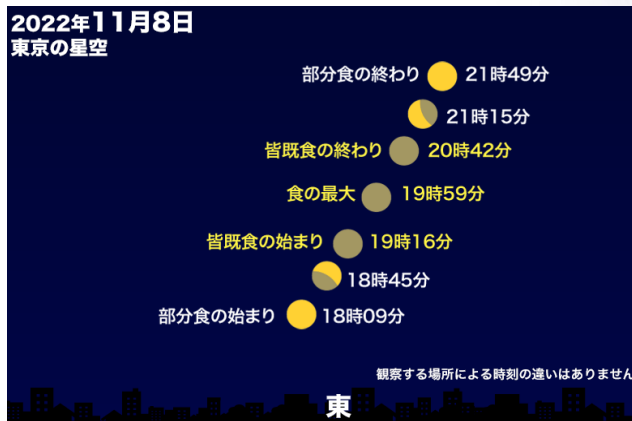 2022年11月8日
東京の星空
部分食の終わり 21時49分
21時15分
皆既食の終わり 20時42分
食の最大 19時59分
皆既食の始まり 19時16分
18時45分
部分食の始まり 18時09分
観察する場所による時刻の違いはありません
東